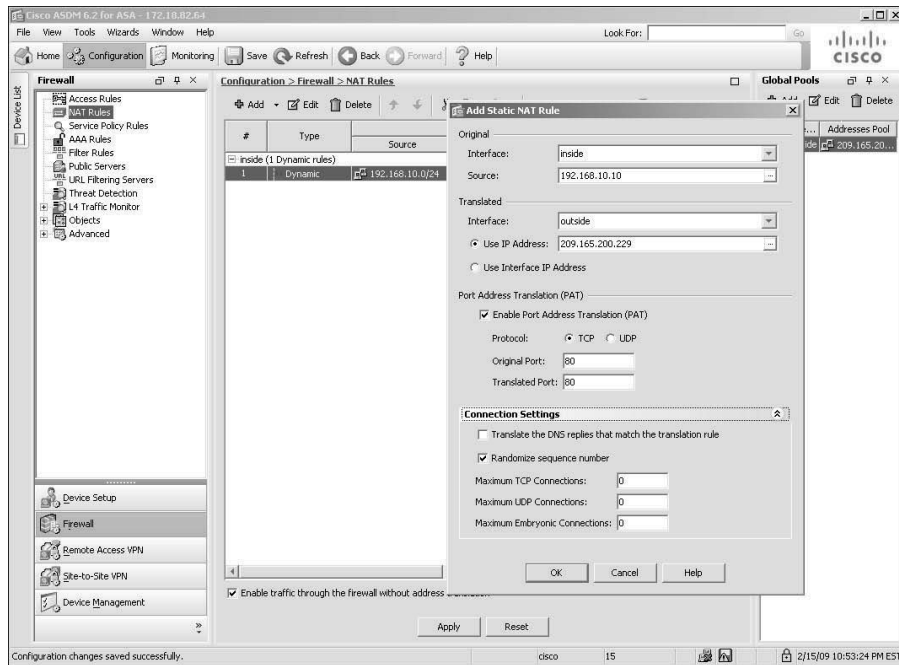 Cisco ASDM 6.2 for ASA - 172.18.82.64
File View Tools Wizards Window Help
Look For:
Go
Home Configuration Monitoring Save Refresh Back Forward Help
CISCO
Device List
Firewall
Access Rules
NAT Rules
Service Policy Rules
AAA Rules
Filter Rules
Public Servers
URL Filtering Servers
Threat Detection
L4 Traffic Monitor
Objects
Advanced
Device Setup
Firewall
Remote Access VPN
Site-to-Site VPN
Device Management
Configuration > Firewall > NAT Rules
Add Edit Delete
# Type
Source
inside (1 Dynamic rules)
1 Dynamic 192.168.10.0/24
Enable traffic through the firewall without address
Apply Reset
Add Static NAT Rule
Original
Interface: inside
Source: 192.168.10.10
Translated
Interface: outside
Use IP Address: 209.165.200.229
Use Interface IP Address
Port Address Translation (PAT)
Enable Port Address Translation (PAT)
Protocol: TCP UDP
Original Port: 80
Translated Port: 80
Connection Settings
Translate the DNS replies that match the translation rule
Randomize sequence number
Maximum TCP Connections: 0
Maximum UDP Connections: 0
Maximum Embryonic Connections: 0
OK Cancel Help
Global Pools
Edit Delete
... Addresses Pool
ide 209.165.20...
Configuration changes saved successfully.
cisco 15 2/15/09 10:53:24 PM EST